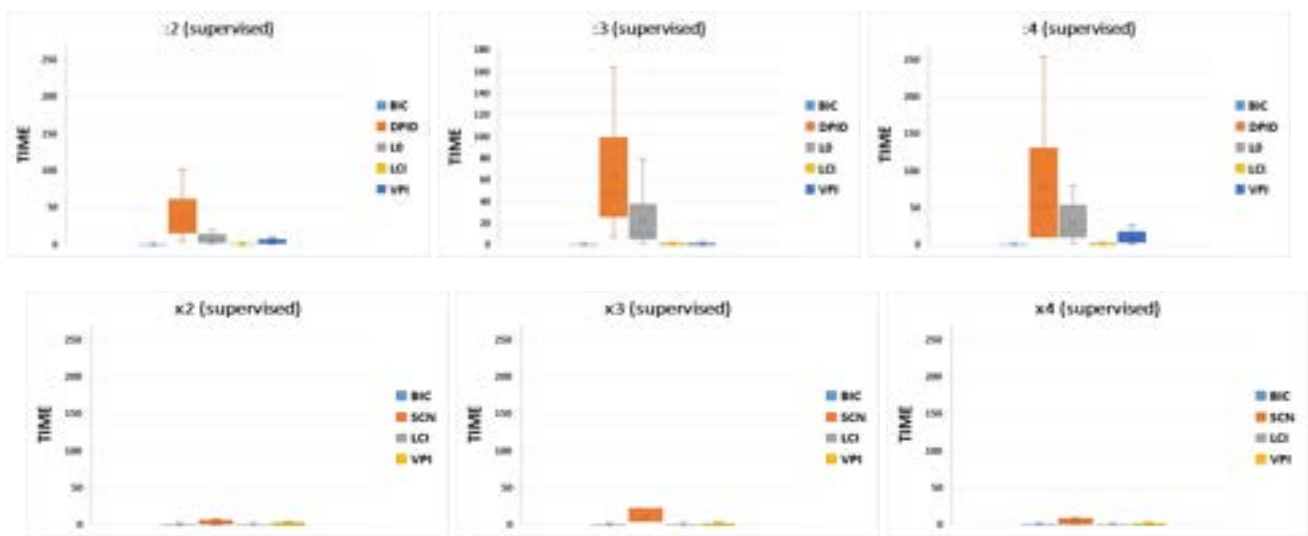 :2 (supervised)
250
200
150
100
50
0
TIME
BIC
DPID
L0
LCI
VPI
:3 (supervised)
180
160
140
120
100
80
60
40
20
0
TIME
BIC
DPID
L0
LCI
VPI
:4 (supervised)
250
200
150
100
50
0
TIME
BIC
DPID
L0
LCI
VPI
x2 (supervised)
250
200
150
100
50
0
TIME
BIC
SCN
LCI
VPI
x3 (supervised)
250
200
150
100
50
0
TIME
BIC
SCN
LCI
VPI
x4 (supervised)
250
200
150
100
50
0
TIME
BIC
SCN
LCI
VPI